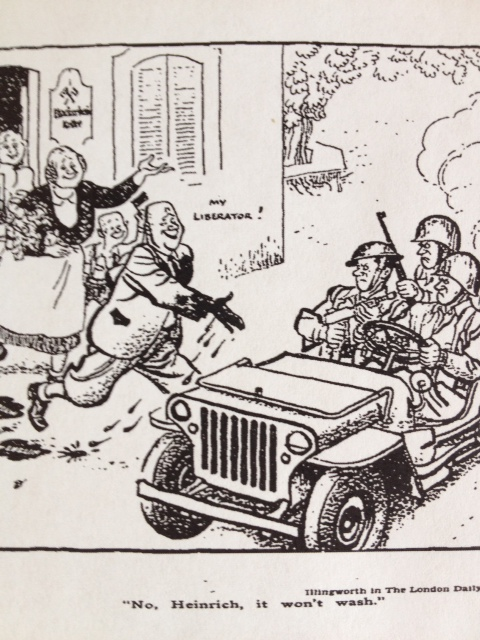 MY
LIBERATOR!
Illingworth in The London Daily
"No, Heinrich, it won't wash."